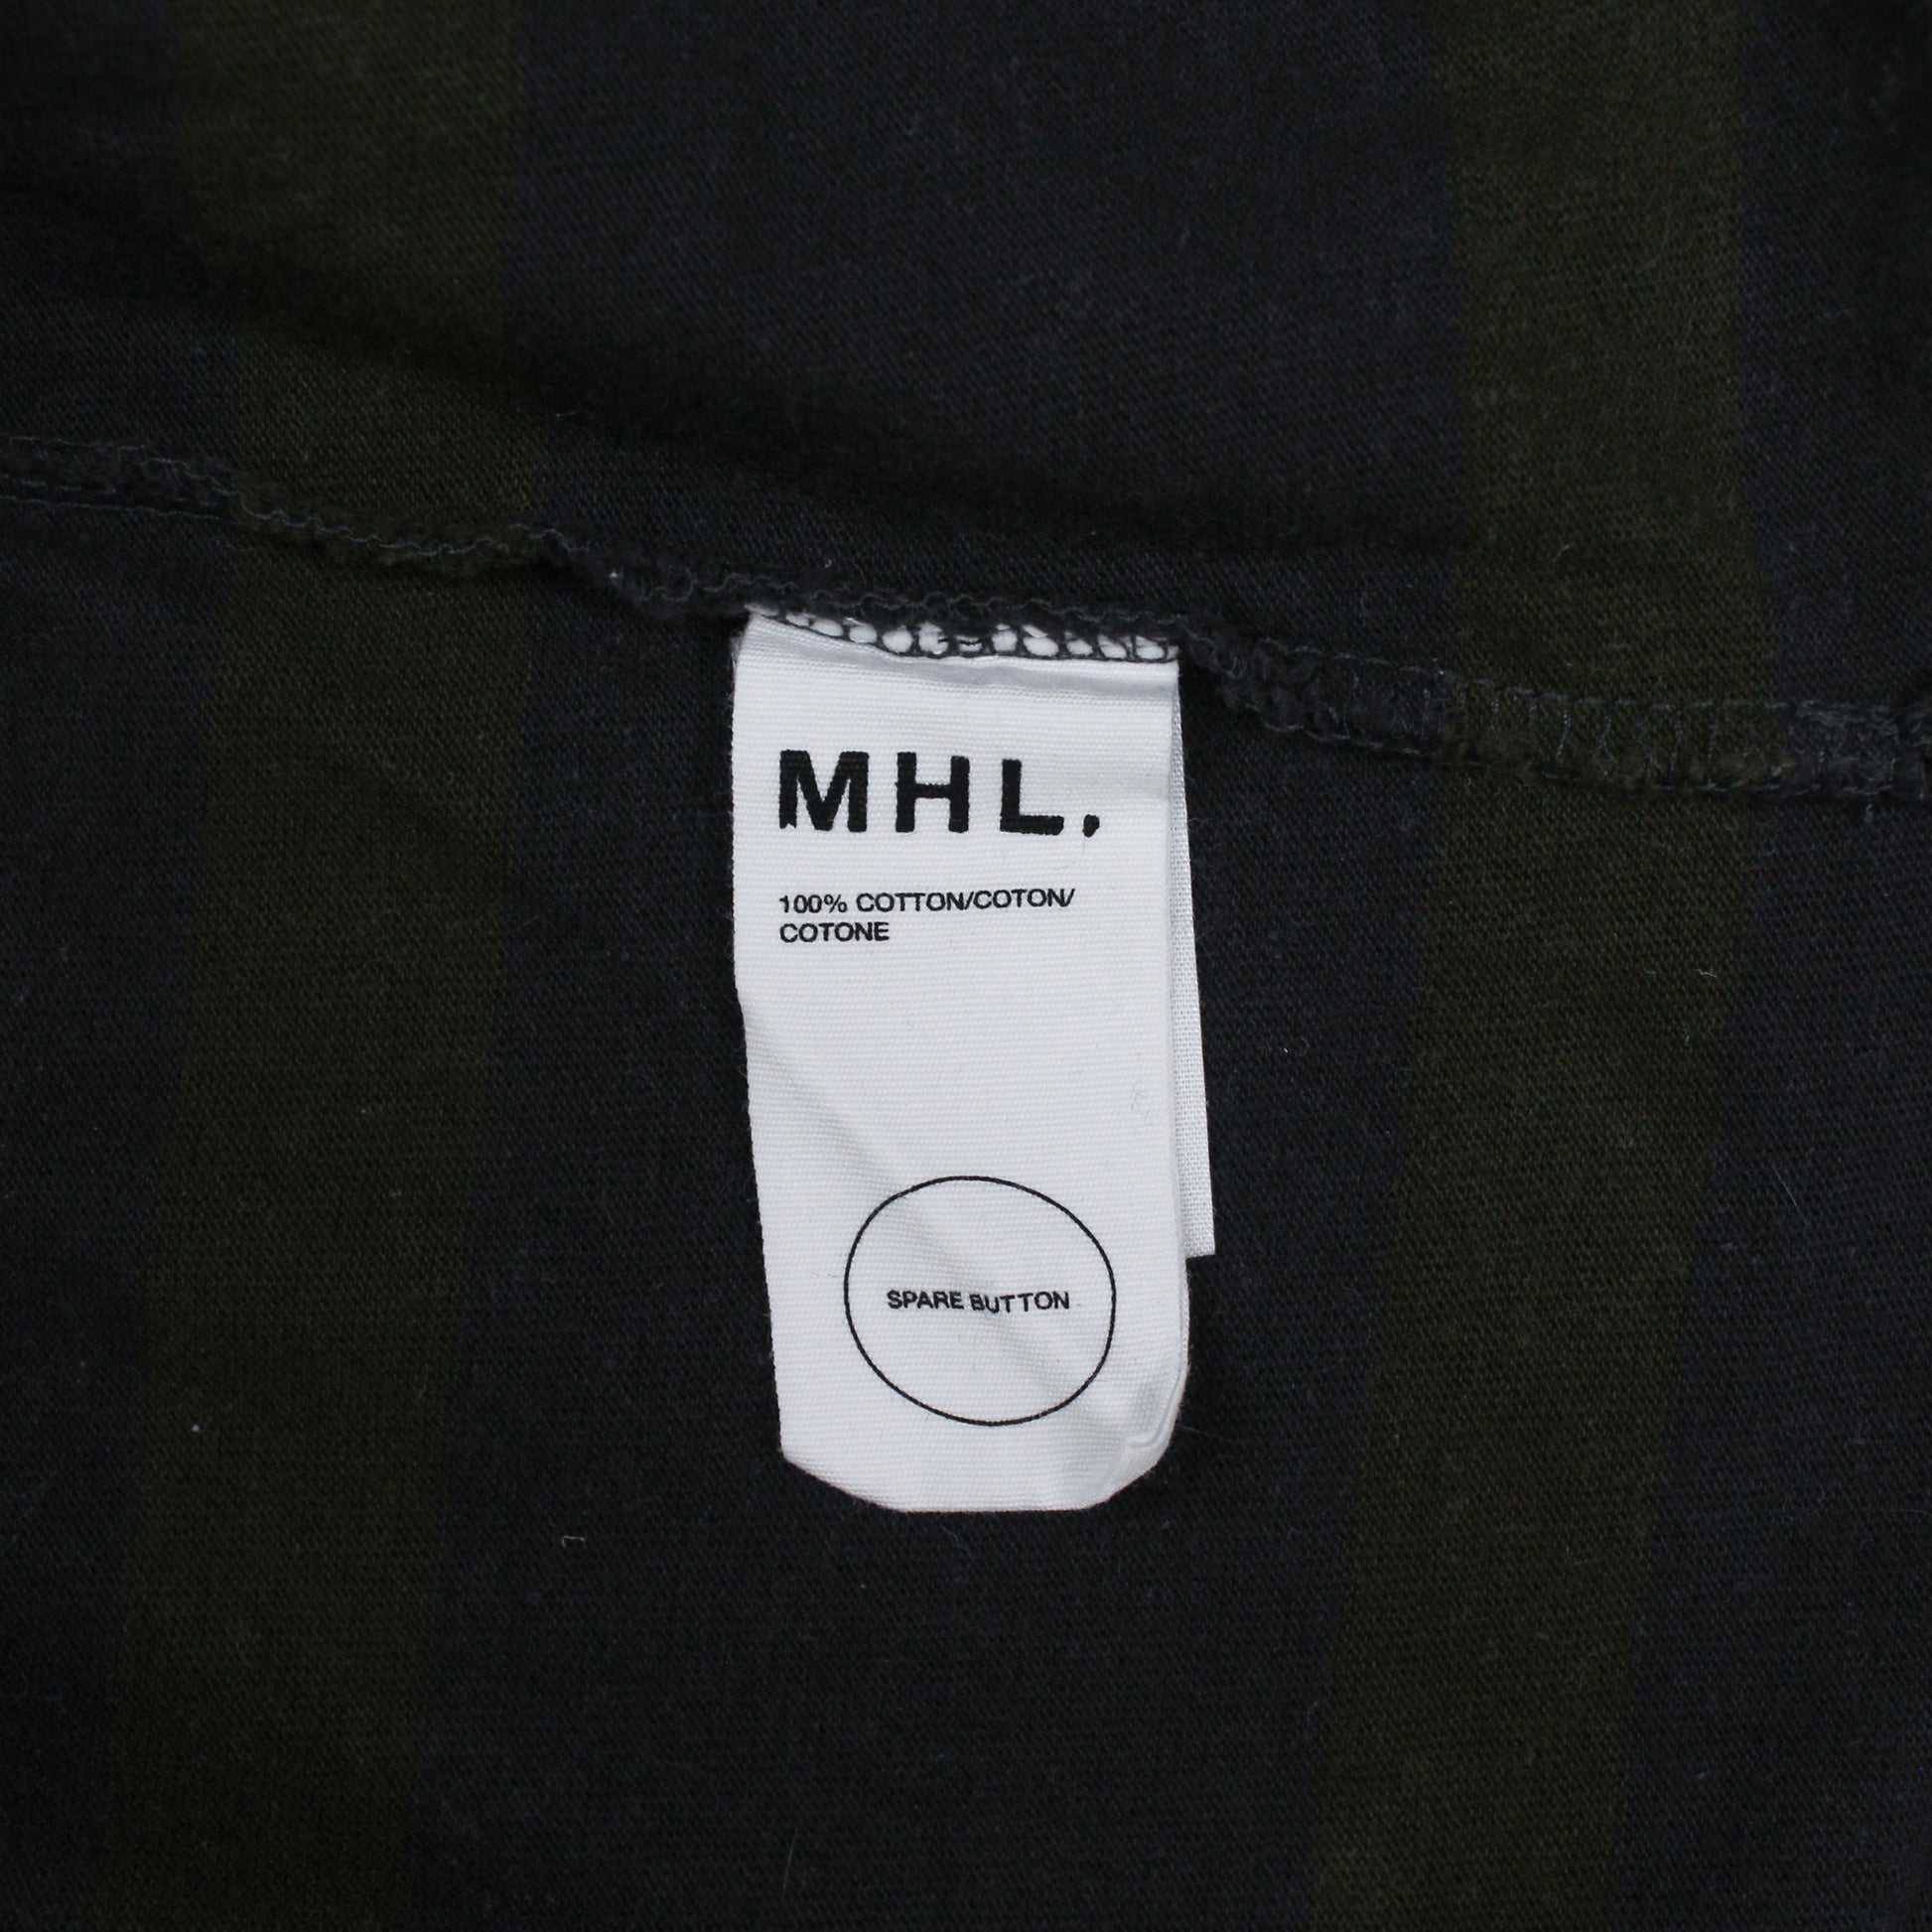 MHL.
100% COTTON/COTON/
COTONE
SPARE BUTTON